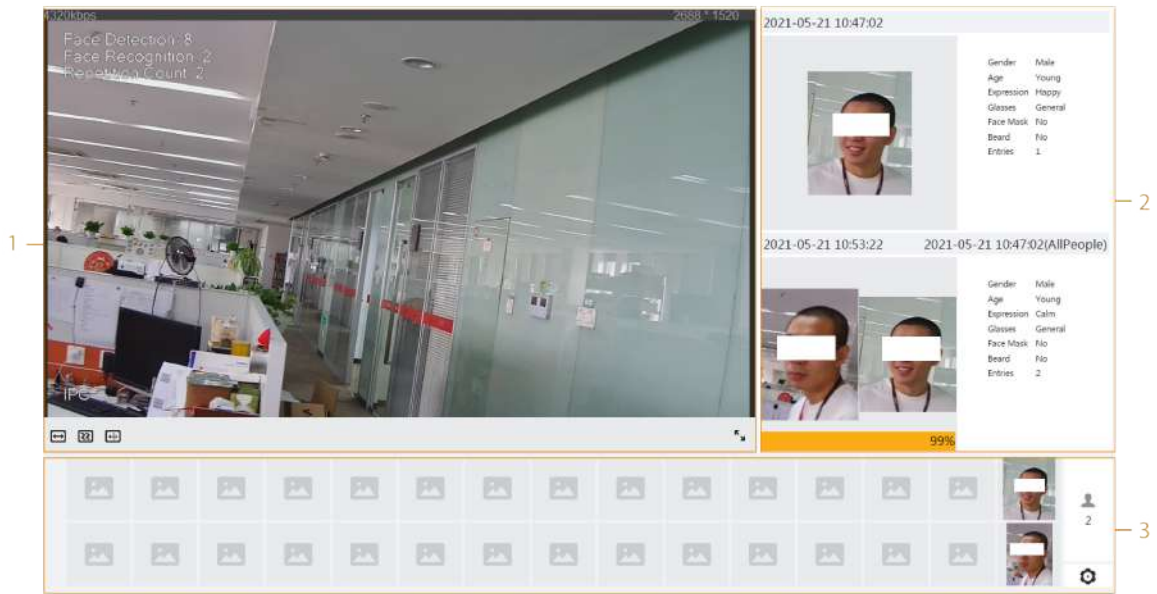 4320kbps
2688 * 1520
Face Detection 8
Face Recognition 2
Repetition Count 2
IPC
1
2021-05-21 10:47:02
Gender Male
Age Young
Expression Happy
Glasses General
Face Mask No
Beard No
Entries 1
2
2021-05-21 10:53:22 2021-05-21 10:47:02(AllPeople)
Gender Male
Age Young
Expression Calm
Glasses General
Face Mask No
Beard No
Entries 2
99%
2
3